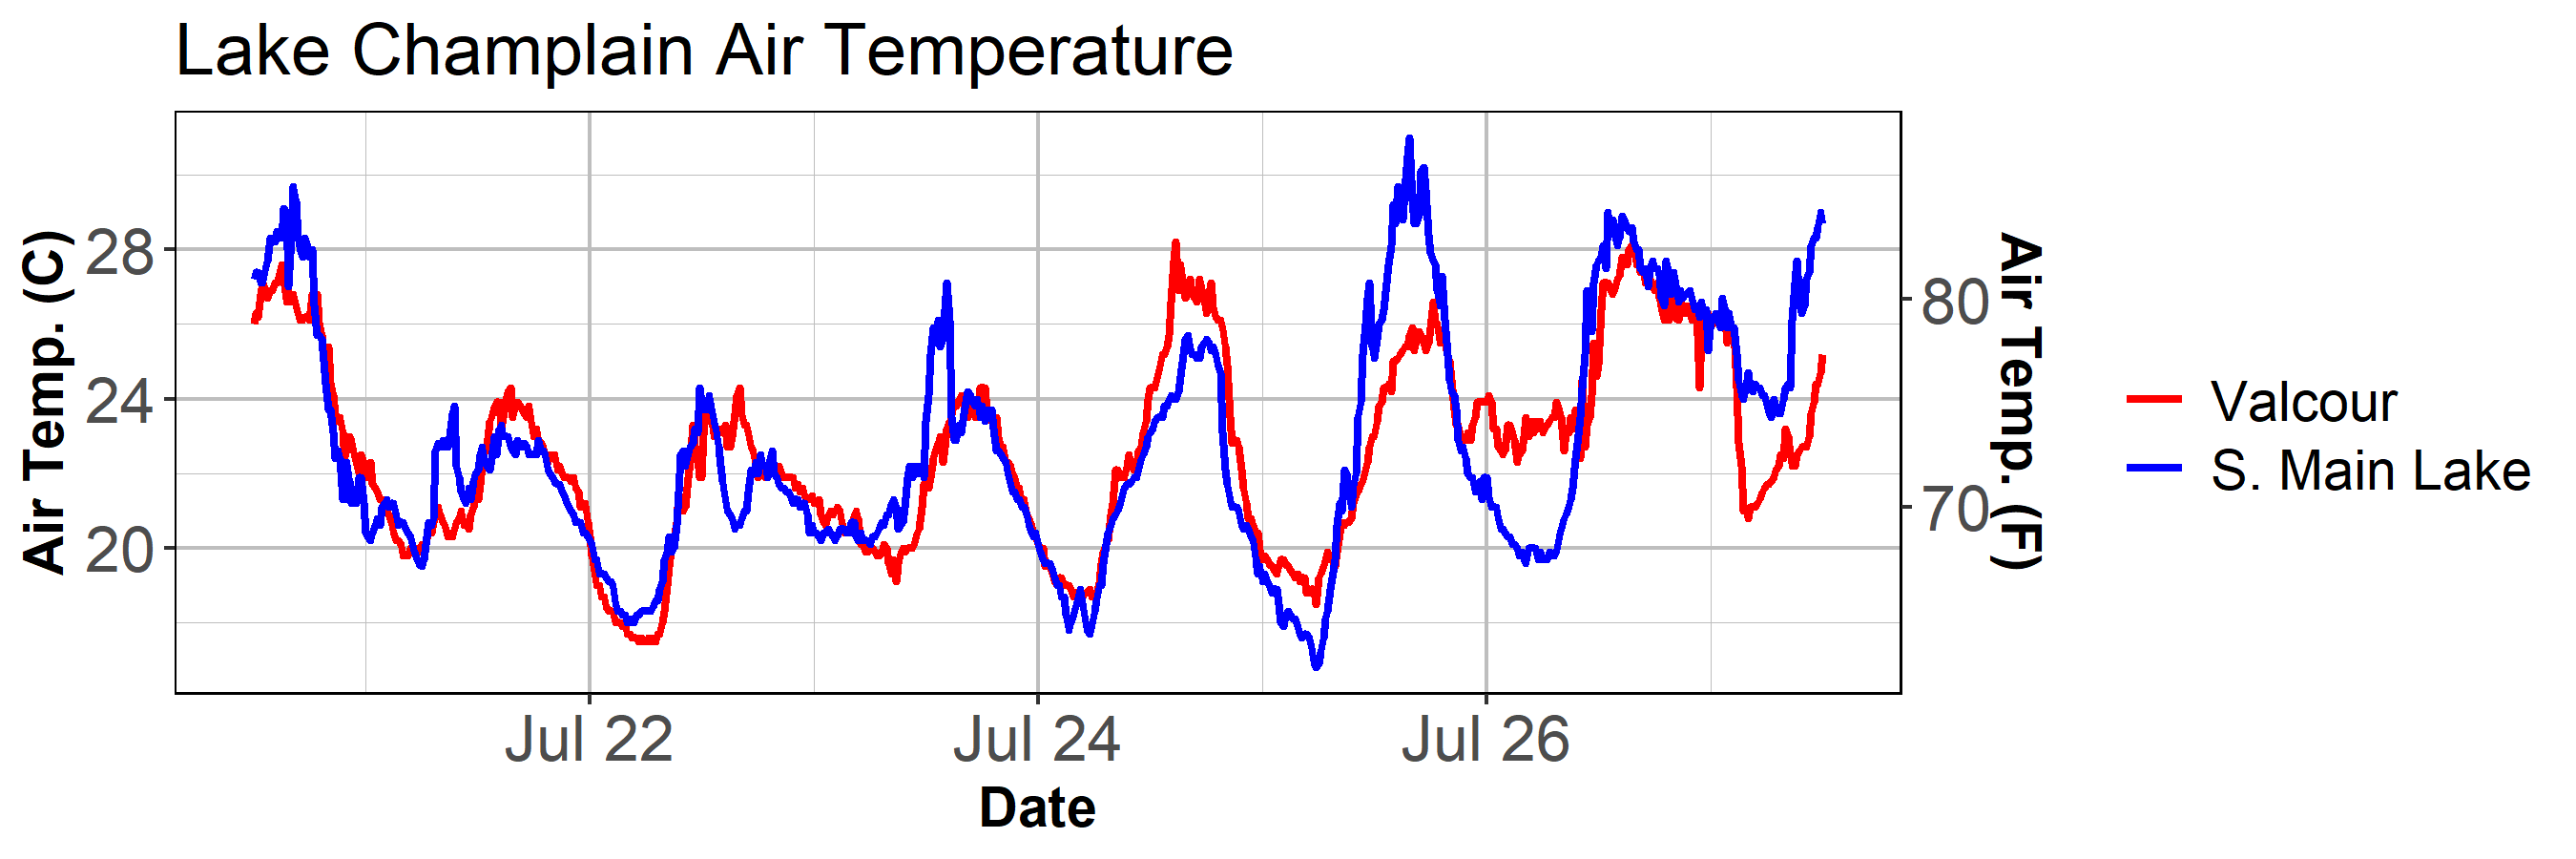 Lake Champlain Air Temperature
Air Temp. (C)
28
24
20
Jul 22
Jul 24
Jul 26
Date
80
70
Air Temp. (F)
Valcour
S. Main Lake